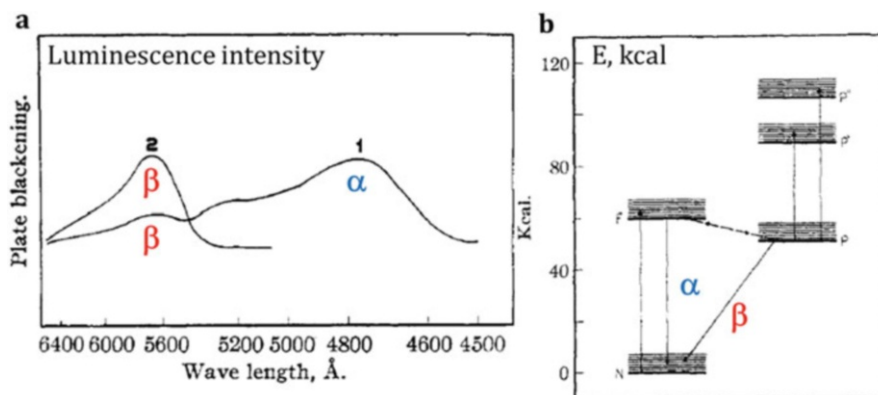 a
Luminescence intensity
Plate blackening.
2
1
β
α
β
6400 6000 5600 5200 5000 4800 4600 4500
Wave length, Å.
b
E, kcal
Kcal.
120
80
40
0
N
α
β